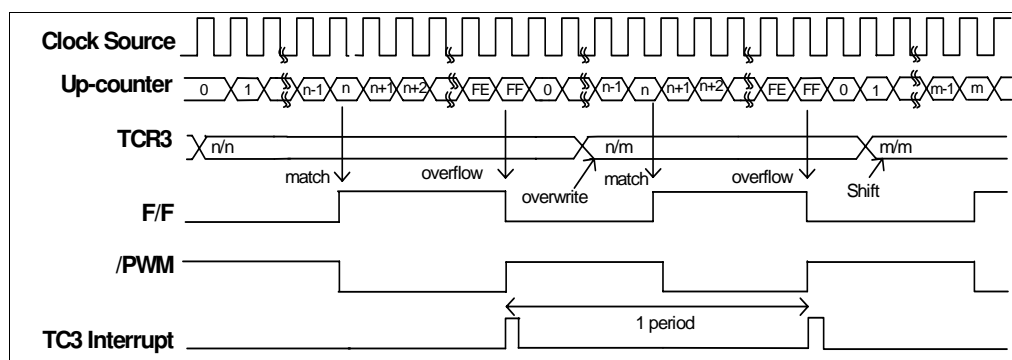 Clock Source
Up-counter
0 1 n-1 n n+1 n+2 FE FF 0 n-1 n n+1 n+2 FE FF 0 1 m-1 m
TCR3
n/n n/m m/m
match overflow overwrite match overflow Shift
F/F
/PWM
1 period
TC3 Interrupt